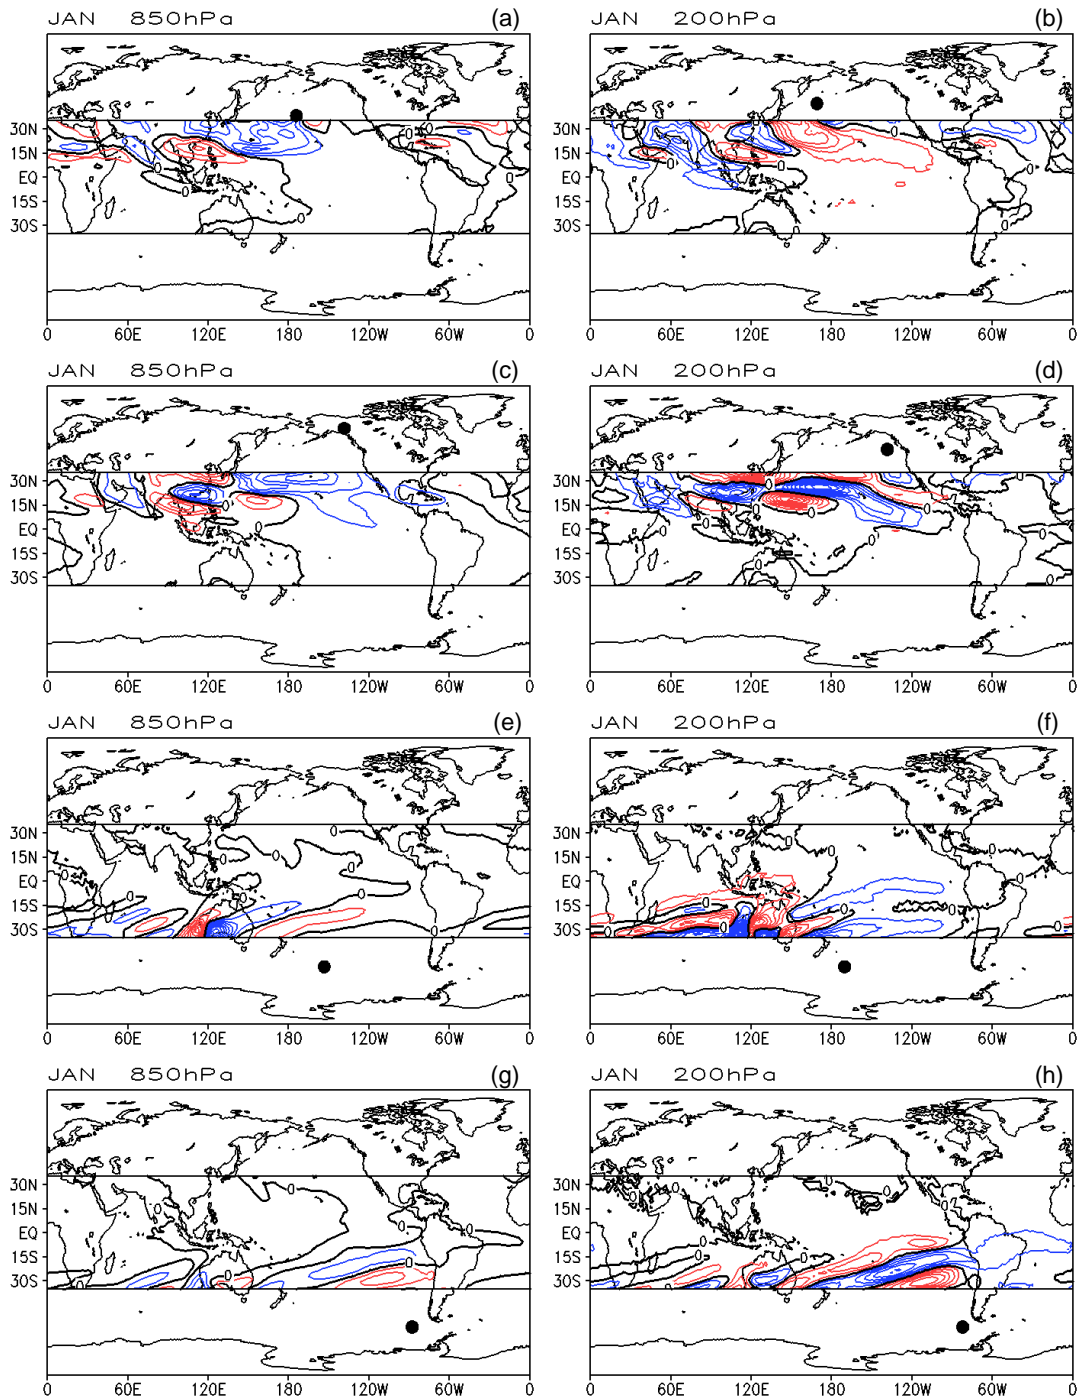 JAN 850hPa (a)
JAN 200hPa (b)
30N
15N
EQ
15S
30S
0 60E 120E 180 120W 60W 0
30N
15N
EQ
15S
30S
0 60E 120E 180 120W 60W 0
JAN 850hPa (c)
JAN 200hPa (d)
30N
15N
EQ
15S
30S
0 60E 120E 180 120W 60W 0
30N
15N
EQ
15S
30S
0 60E 120E 180 120W 60W 0
JAN 850hPa (e)
JAN 200hPa (f)
30N
15N
EQ
15S
30S
0 60E 120E 180 120W 60W 0
30N
15N
EQ
15S
30S
0 60E 120E 180 120W 60W 0
JAN 850hPa (g)
JAN 200hPa (h)
30N
15N
EQ
15S
30S
0 60E 120E 180 120W 60W 0
30N
15N
EQ
15S
30S
0 60E 120E 180 120W 60W 0